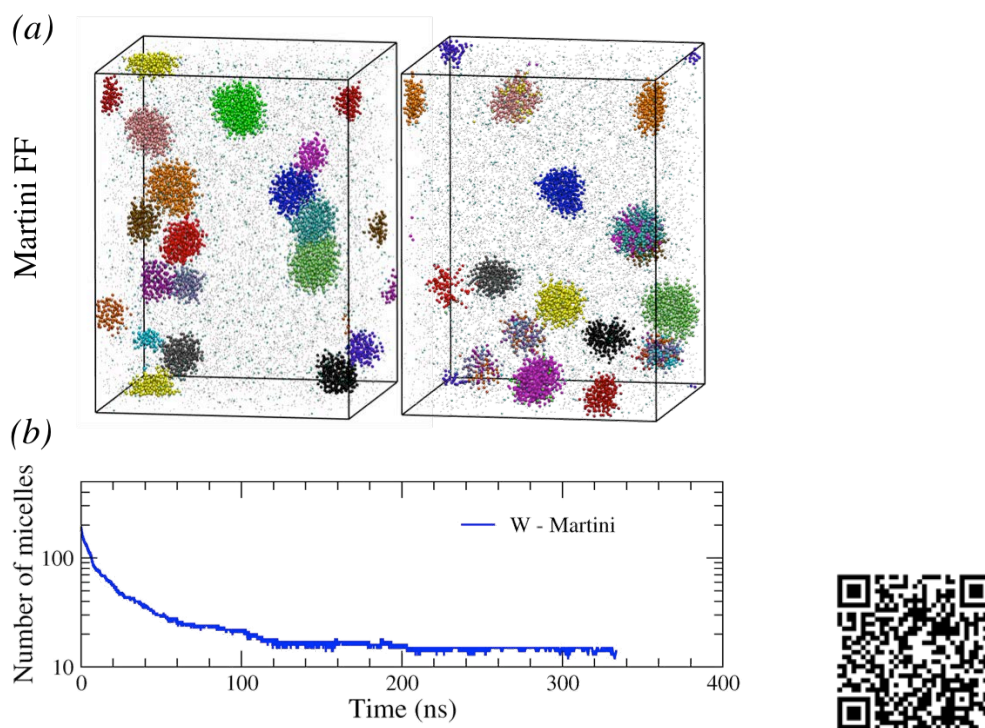 (a)
Martini FF
(b)
Number of micelles
100
10
W - Martini
0 100 200 300 400
Time (ns)